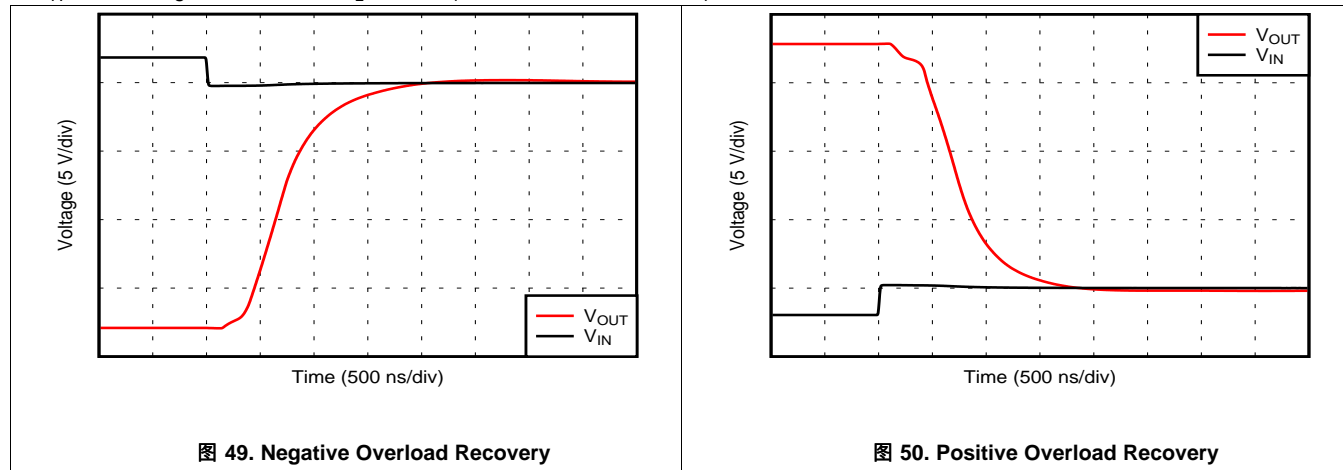 Voltage (5 V/div)
VOUT
VIN
Time (500 ns/div)
图 49. Negative Overload Recovery
Voltage (5 V/div)
VOUT
VIN
Time (500 ns/div)
图 50. Positive Overload Recovery